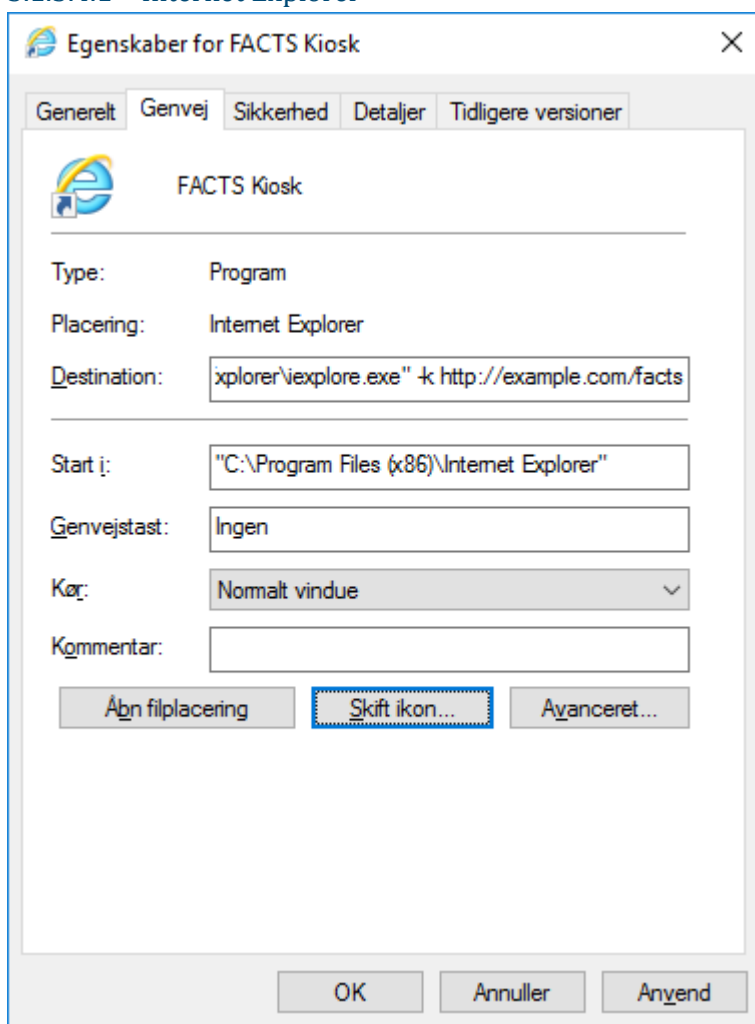 Egenskaber for FACTS Kiosk
Generelt Genvej Sikkerhed Detaljer Tidligere versioner
FACTS Kiosk
Type: Program
Placering: Internet Explorer
Destination: xplorer\iexplore.exe" -k http://example.com/facts
Start i: "C:\Program Files (x86)\Internet Explorer"
Genvejstast: Ingen
Kør: Normalt vindue
Kommentar:
Åbn filplacering Skift ikon... Avanceret...
OK Annuller Anvend